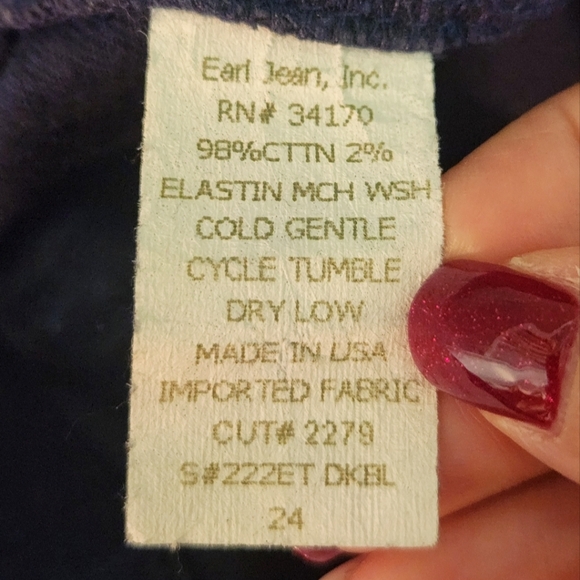 Earl Jean, Inc.
RN# 34170
98%CTTN 2%
ELASTIN MCH WSH
COLD GENTLE
CYCLE TUMBLE
DRY LOW
MADE IN USA
IMPORTED FABRIC
CUT# 2279
S#222ET DKBL
24